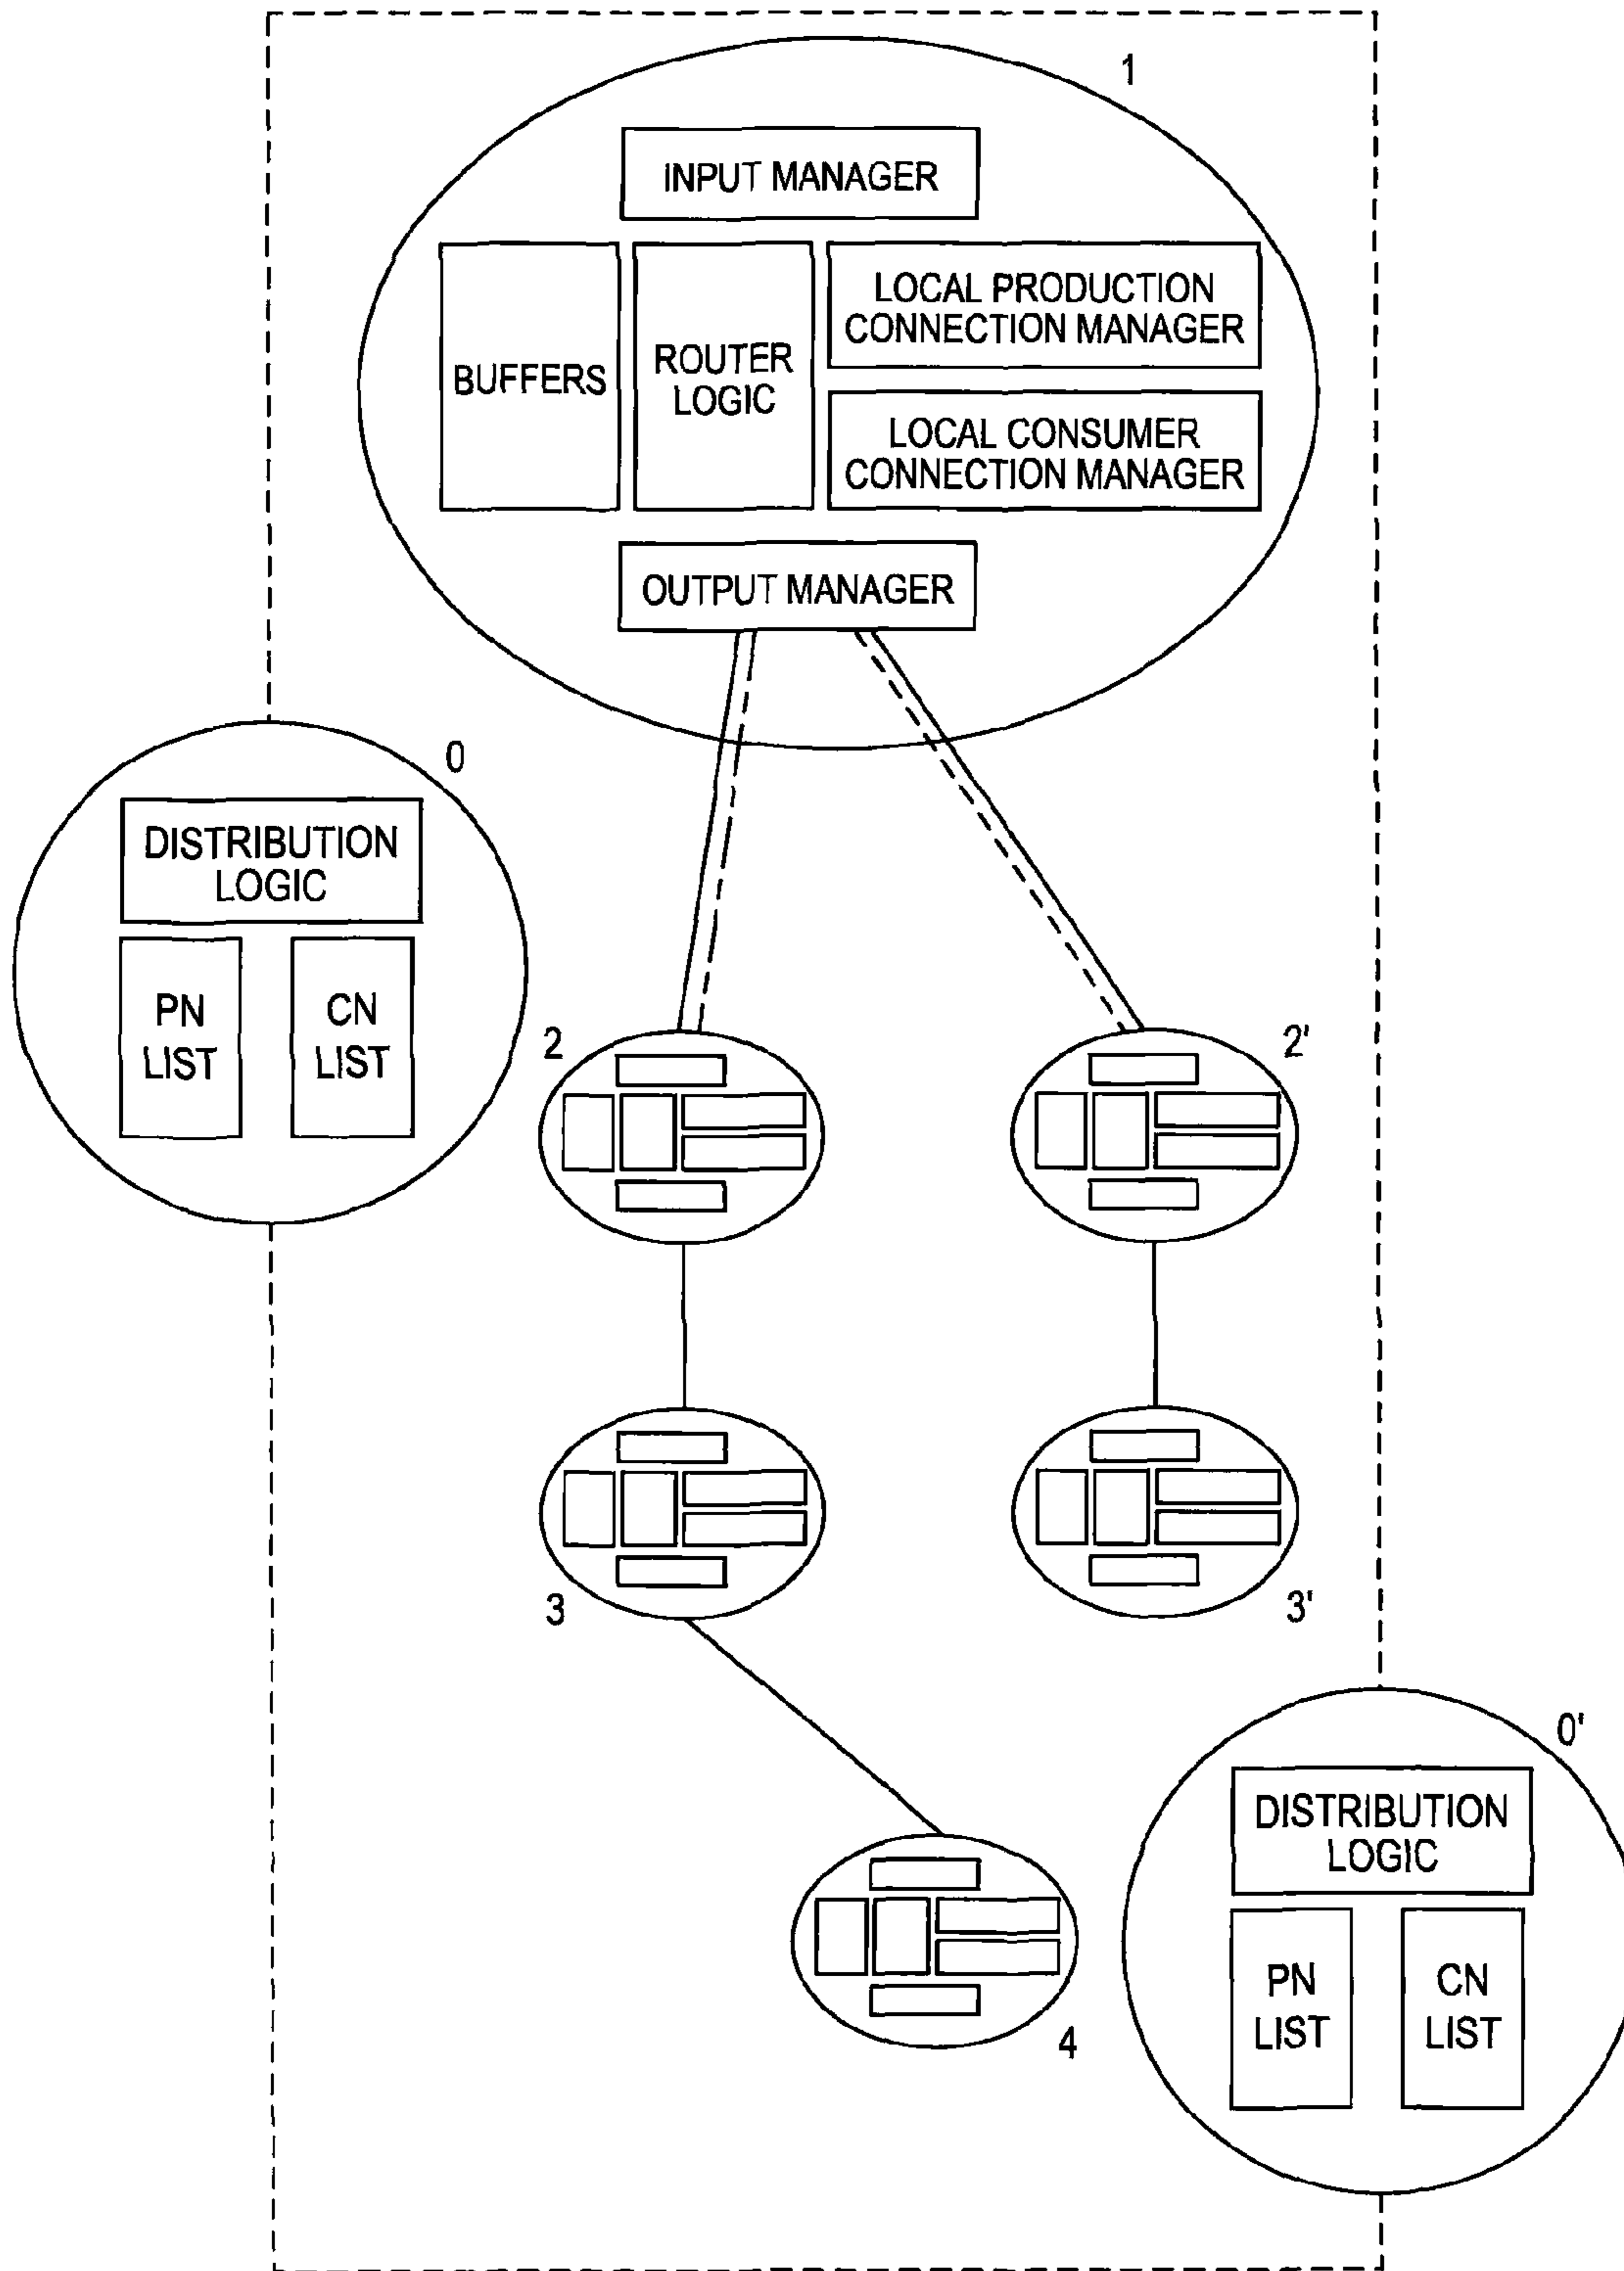 1
INPUT MANAGER
BUFFERS
ROUTER
LOGIC
LOCAL PRODUCTION
CONNECTION MANAGER
LOCAL CONSUMER
CONNECTION MANAGER
OUTPUT MANAGER
0
DISTRIBUTION
LOGIC
PN
LIST
CN
LIST
2
2'
3
3'
0'
DISTRIBUTION
LOGIC
PN
LIST
CN
LIST
4